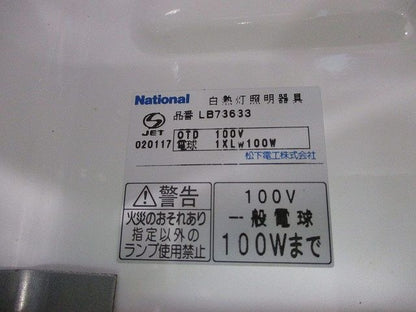 National 白熱灯照明器具
品番 LB73633
JET
OTD 100V
020117 電球 1XLw100W
松下電工株式会社
警告
火災のおそれあり
指定以外の
ランプ使用禁止
100V
一般電球
100Wまで